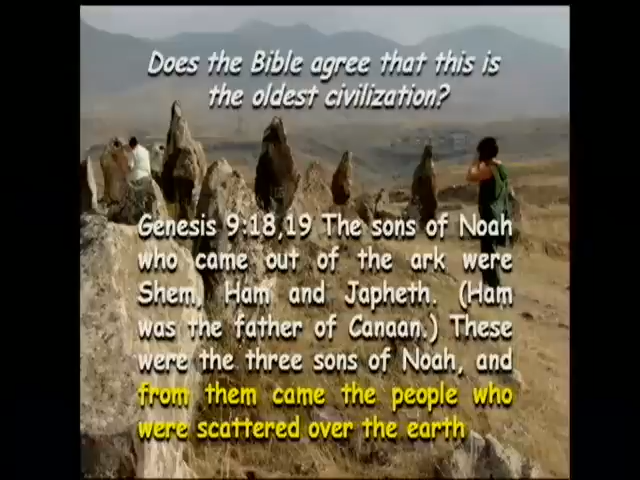 Does the Bible agree that this is
the oldest civilization?
Genesis 9:18,19 The sons of Noah
who came out of the ark were
Shem, Ham and Japheth. (Ham
was the father of Canaan.) These
were the three sons of Noah, and
from them came the people who
were scattered over the earth